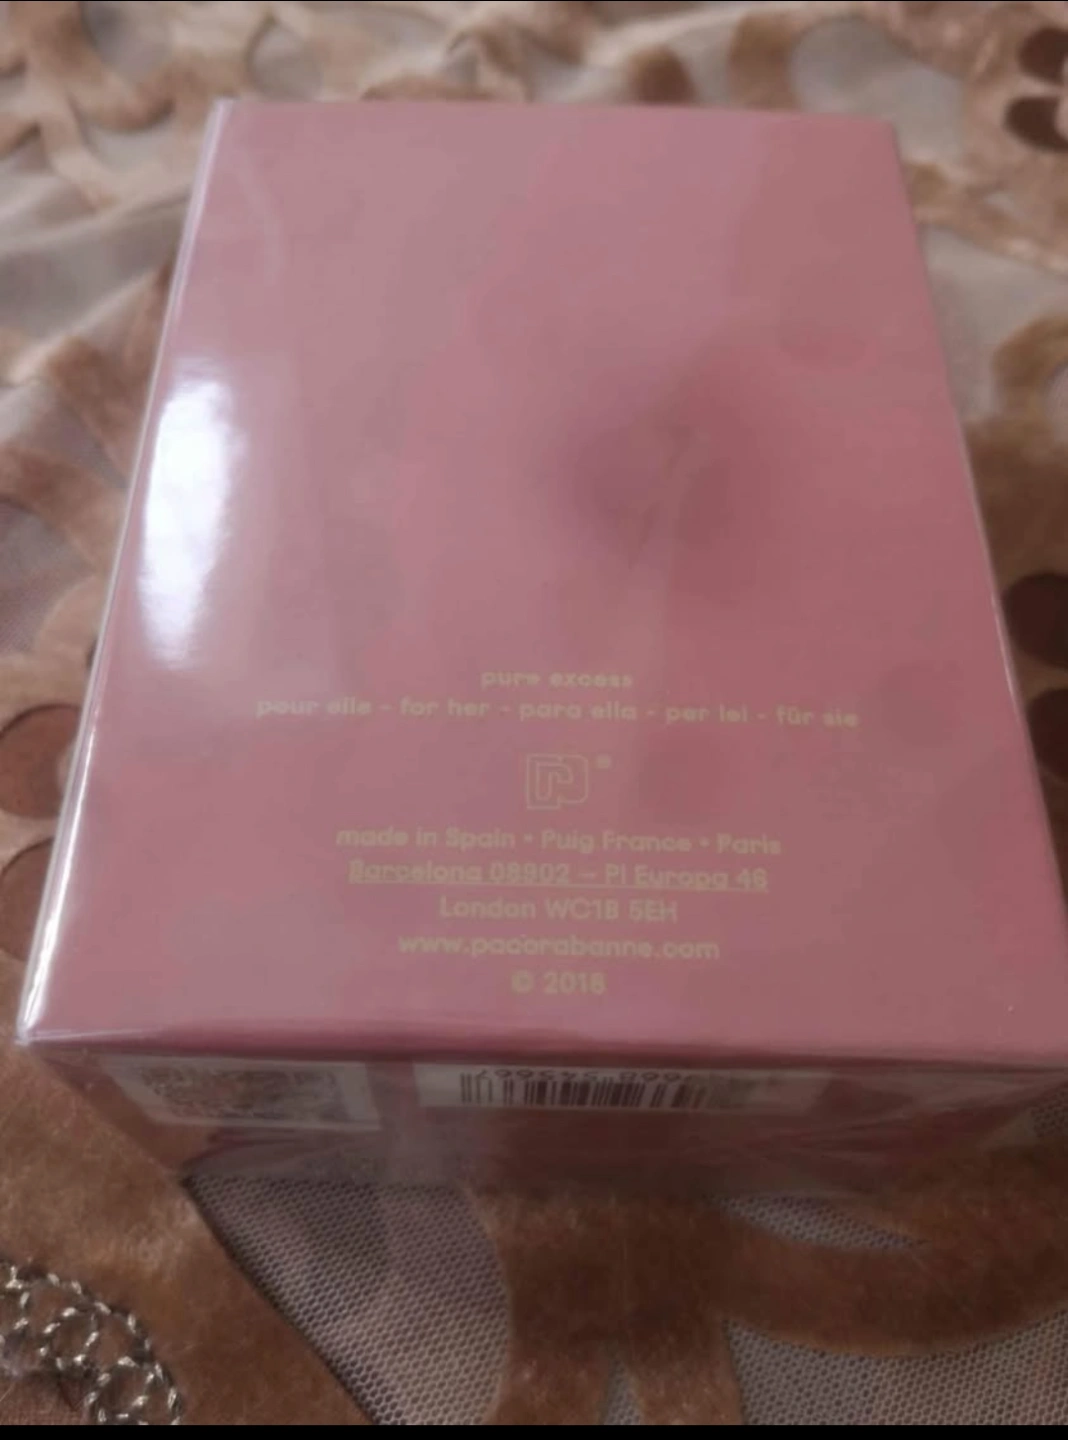 pure excess
pour elle - for her - para ella - per lei - für sie
®
made in Spain • Puig France • Paris
Barcelona 08902 – Pl Europa 46
London WC1B 5EH
www.pacorabanne.com
© 2018